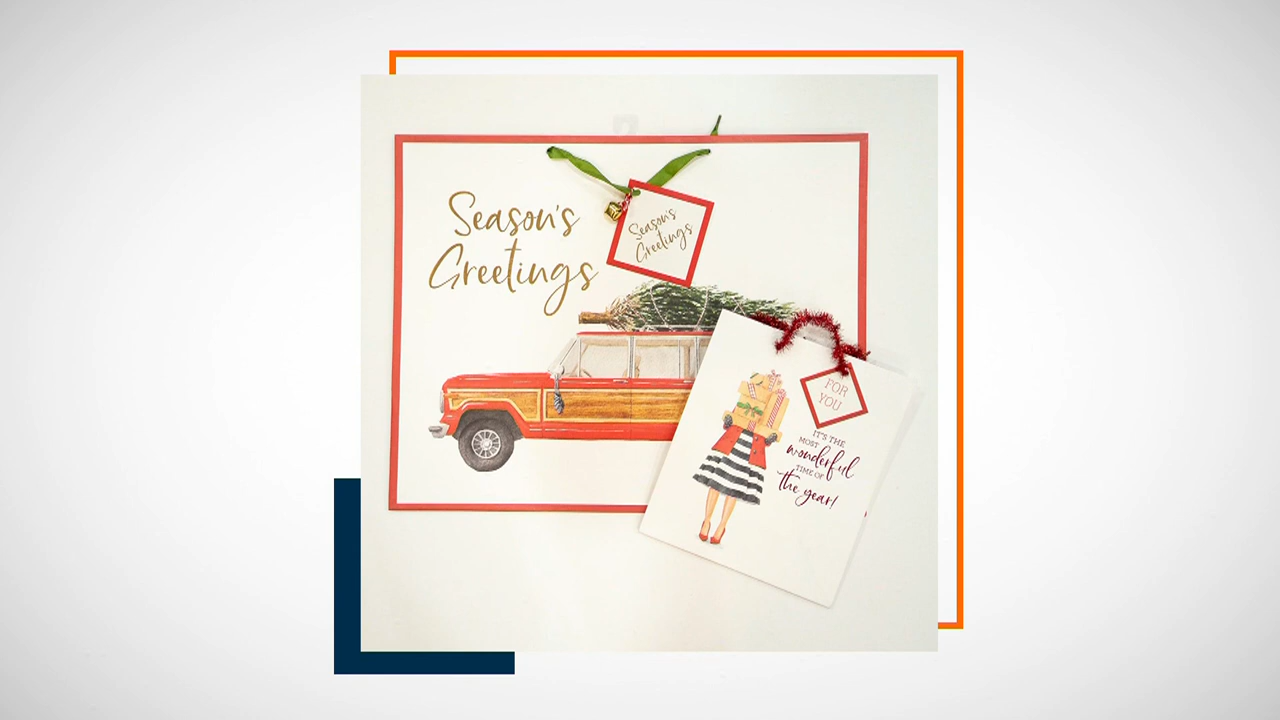 Season's
Greetings
Season's
Greetings
FOR
YOU
IT'S THE
MOST
wonderful
TIME OF
the year!